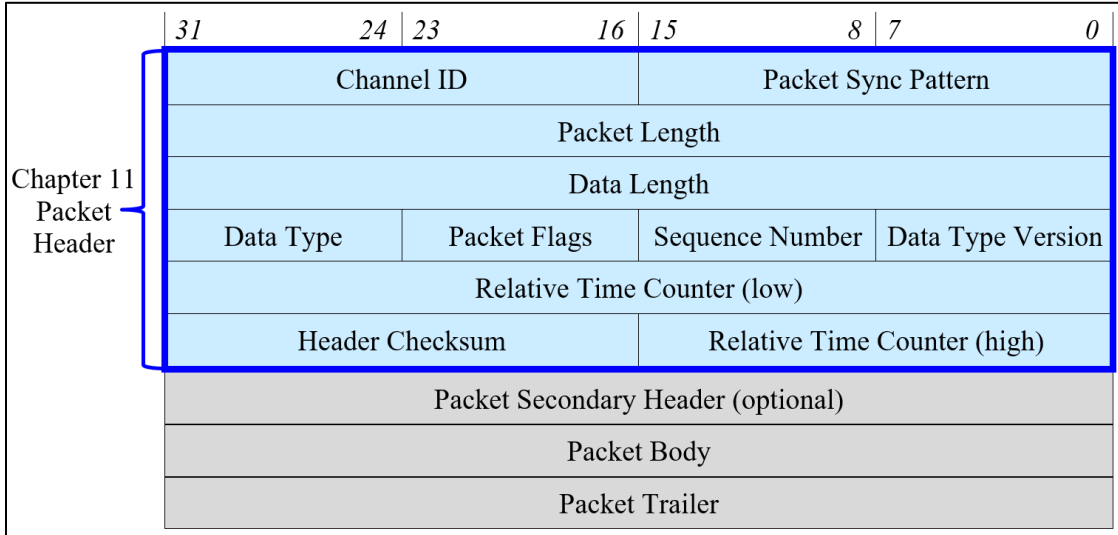 31 24 23 16 15 8 7 0
Channel ID Packet Sync Pattern
Packet Length
Data Length
Chapter 11
Packet
Header
Data Type Packet Flags Sequence Number Data Type Version
Relative Time Counter (low)
Header Checksum Relative Time Counter (high)
Packet Secondary Header (optional)
Packet Body
Packet Trailer